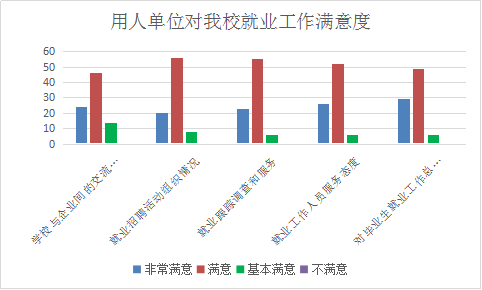 用人单位对我校就业工作满意度
60
50
40
30
20
10
0
学校与企业间的交流…
就业招聘活动组织情况
就业跟踪调查和服务
就业工作人员服务态度
对毕业生就业工作总…
非常满意 满意 基本满意 不满意